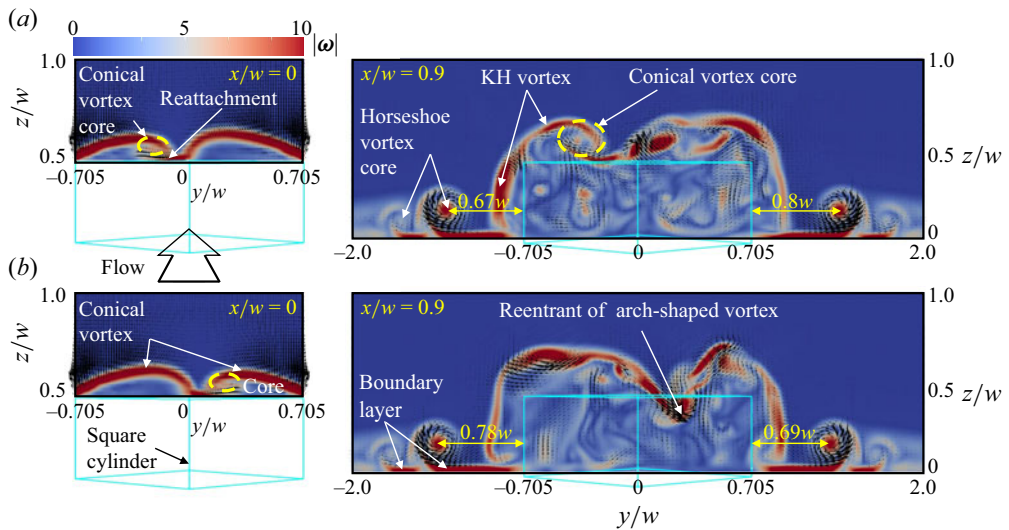 (a)
0
5
10
|ω|
1.0
z/w
0.5
Conical
vortex
core
x/w = 0
Reattachment
–0.705
0
0.705
y/w
Flow
x/w = 0.9
KH vortex
Conical vortex core
Horseshoe
vortex
core
0.67w
0.8w
1.0
0.5
z/w
0
–2.0
–0.705
0
0.705
2.0
(b)
1.0
z/w
0.5
Conical
vortex
x/w = 0
Core
–0.705
0
0.705
y/w
Square
cylinder
x/w = 0.9
Reentrant of arch-shaped vortex
Boundary
layer
0.78w
0.69w
1.0
0.5
z/w
0
–2.0
–0.705
0
0.705
2.0
y/w